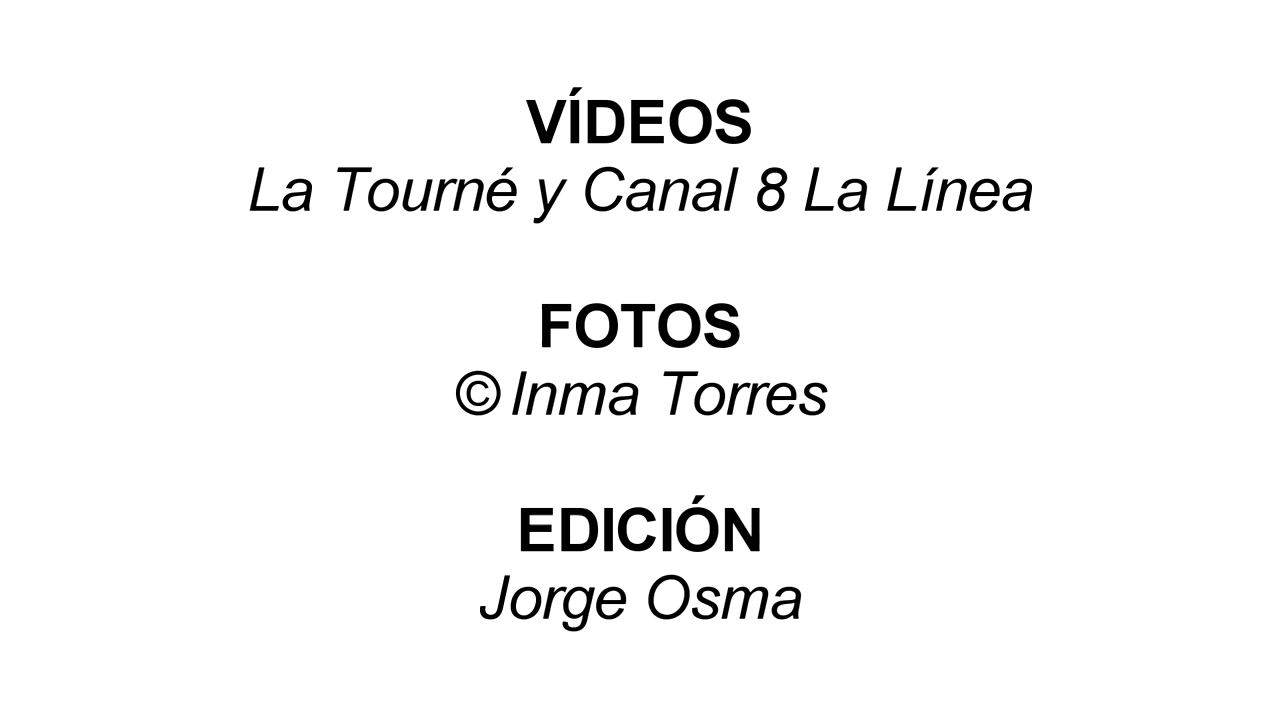 VÍDEOS
La Tourné y Canal 8 La Línea
FOTOS
© Inma Torres
EDICIÓN
Jorge Osma